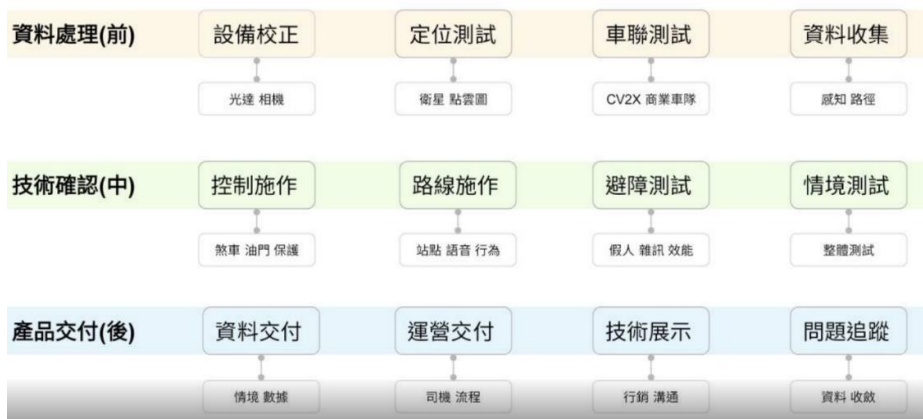 資料處理(前) 設備校正 定位測試 車聯測試 資料收集
光達 相機 衛星 點雲圖 CV2X 商業車隊 感知 路徑
技術確認(中) 控制施作 路線施作 避障測試 情境測試
煞車 油門 保護 站點 語音 行為 假人 雜訊 效能 整體測試
產品交付(後) 資料交付 運營交付 技術展示 問題追蹤
情境 數據 司機 流程 行銷 溝通 資料 收斂